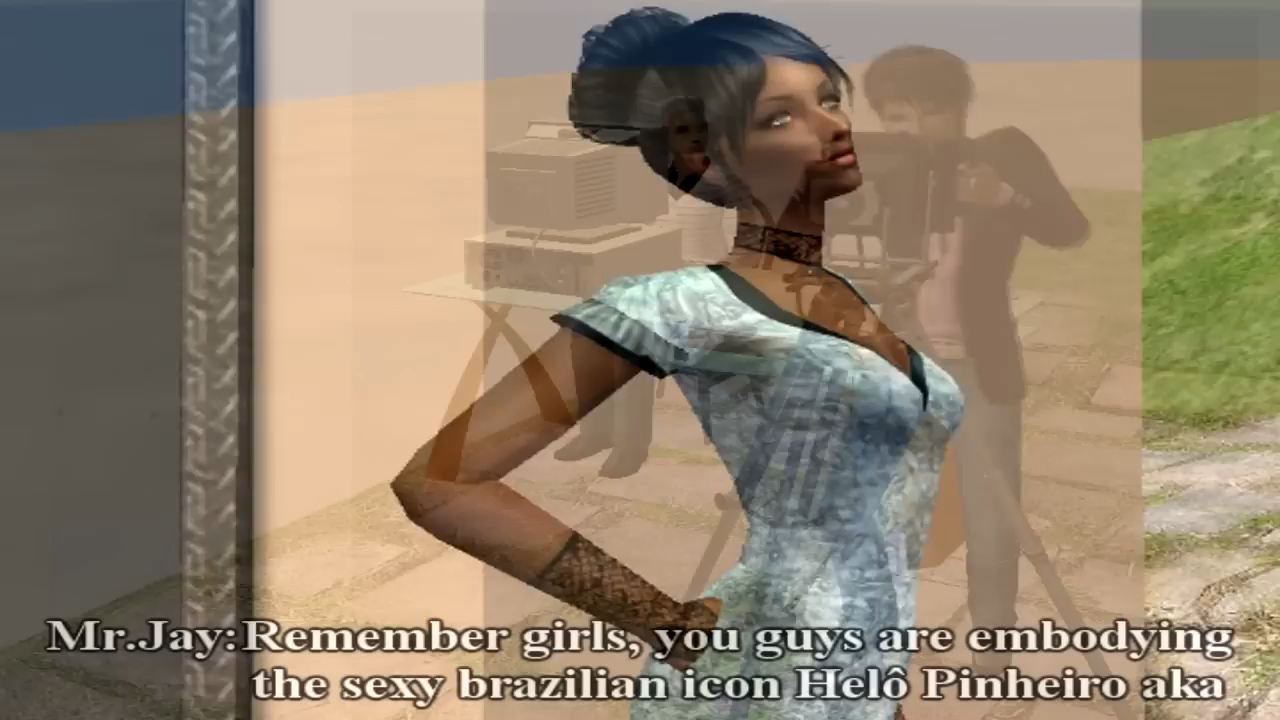 Mr.Jay:Remember girls, you guys are embodying
the sexy brazilian icon Helô Pinheiro aka